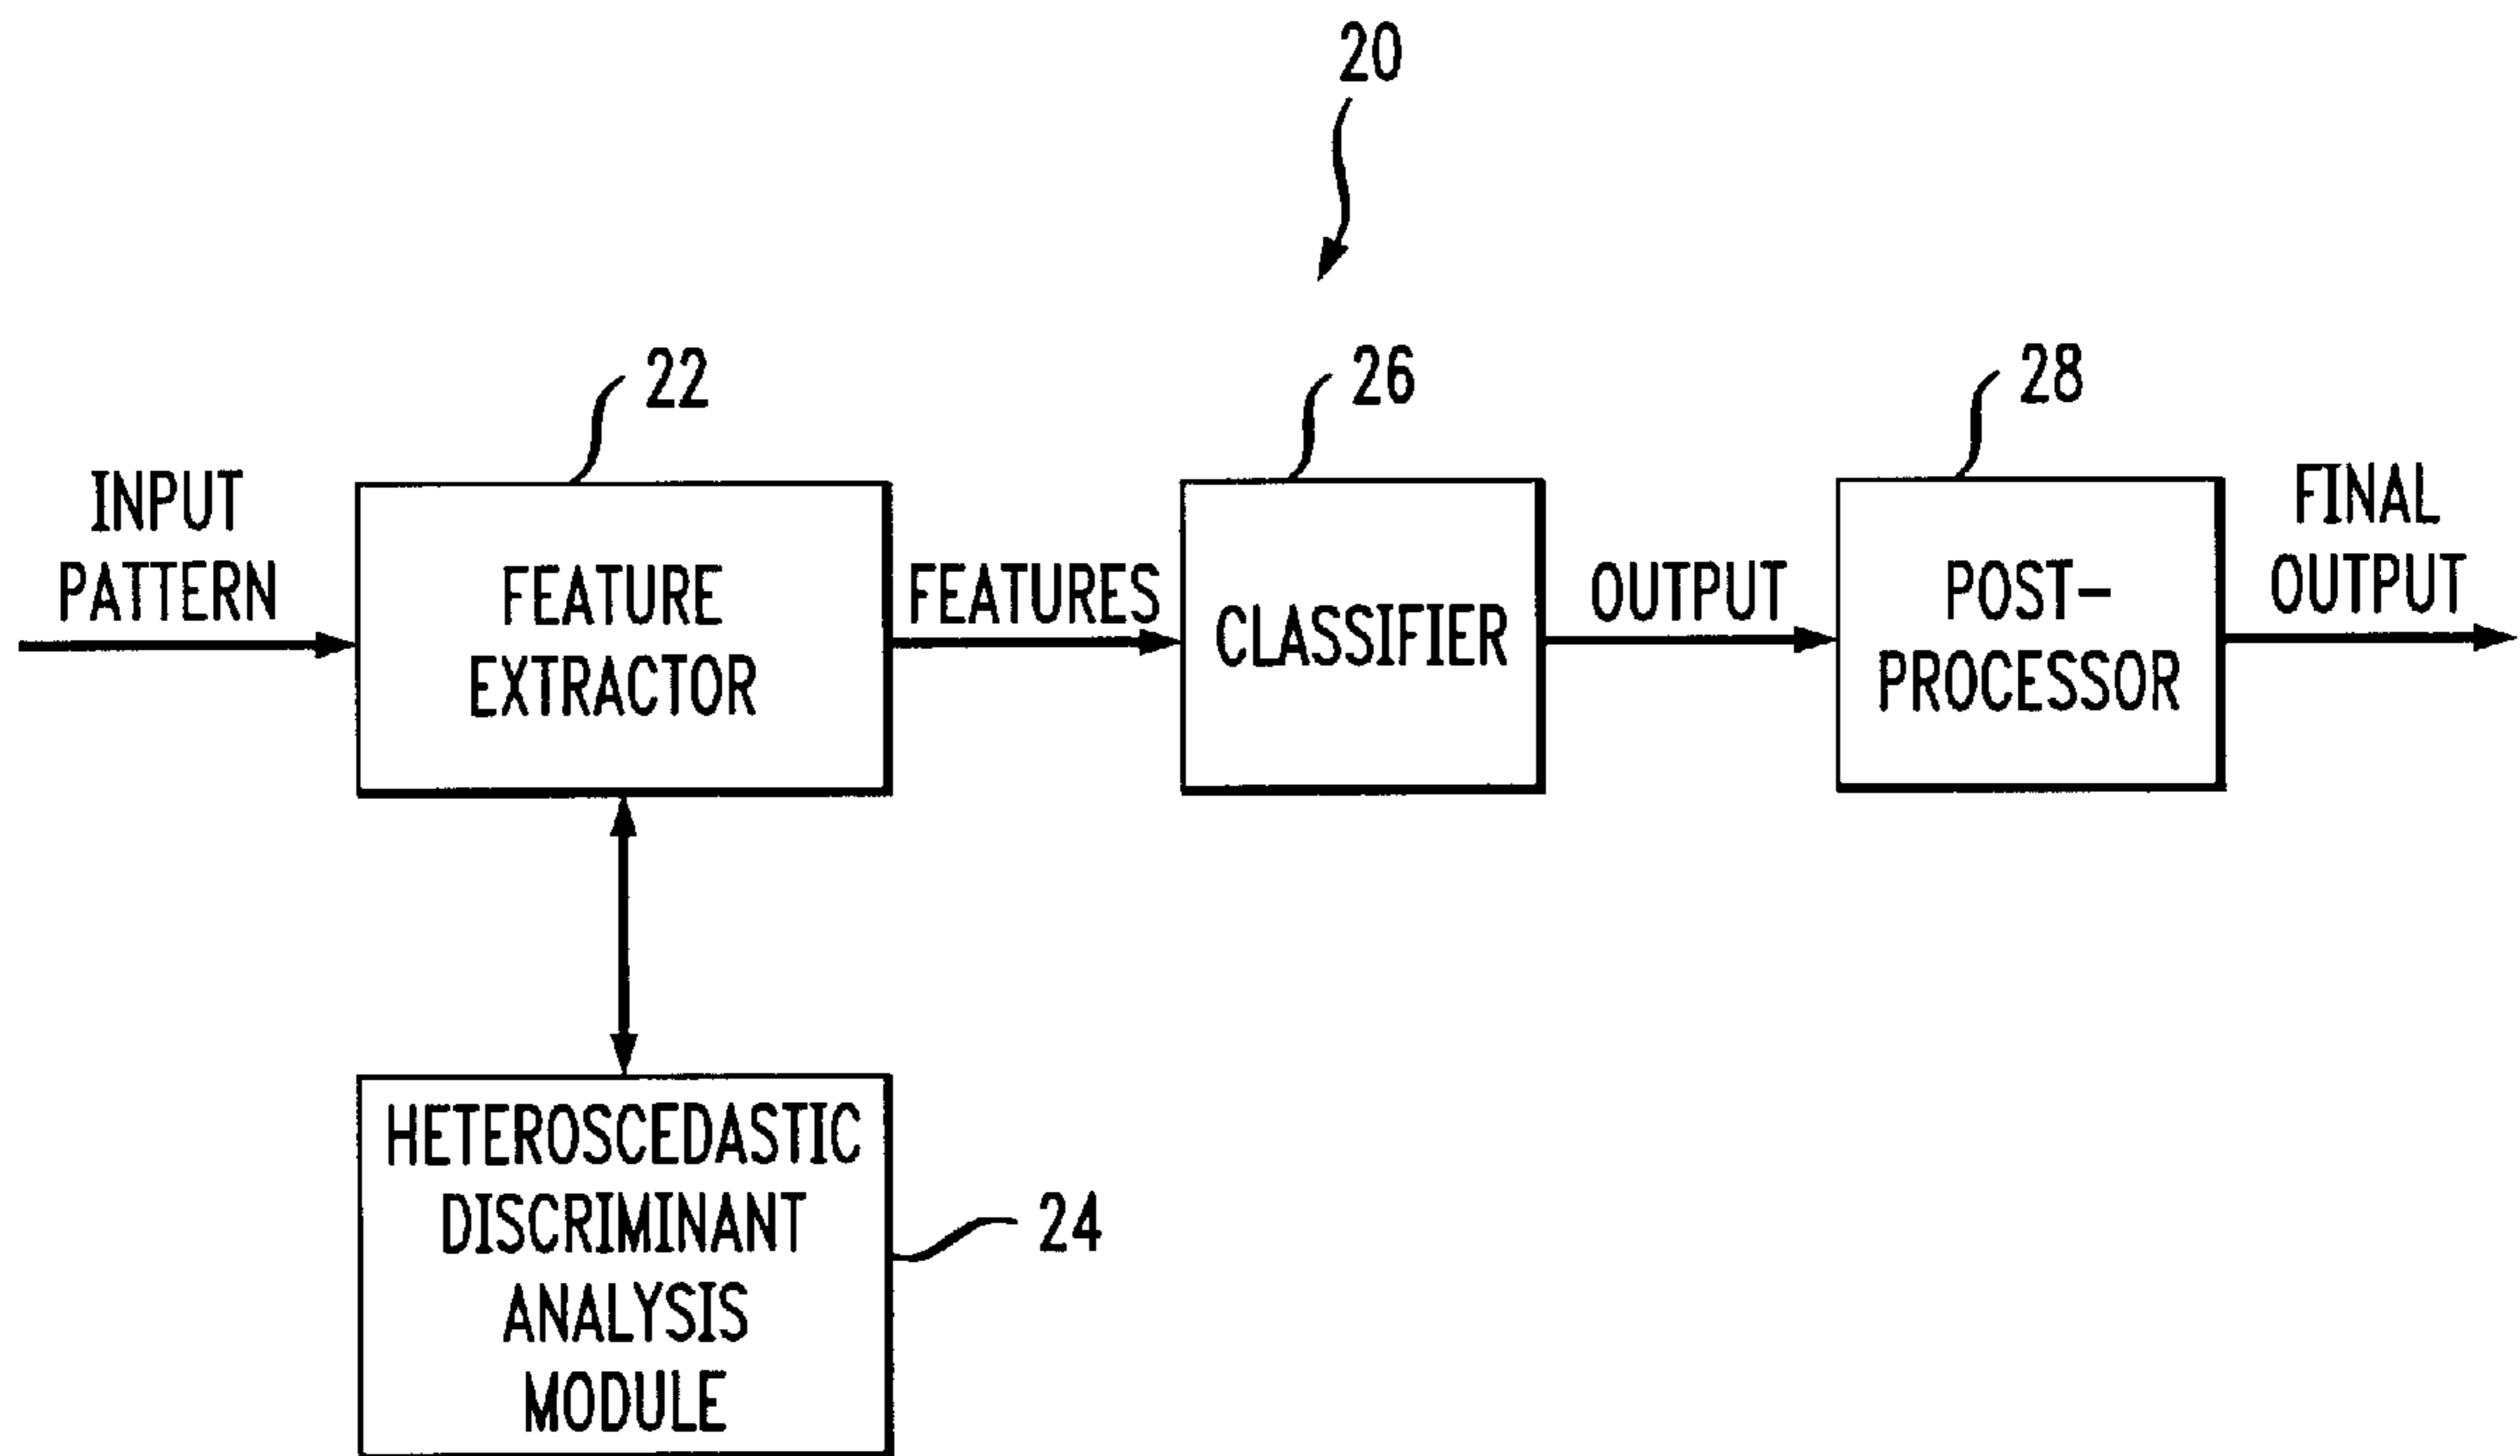 20
22
26
28
INPUT
PATTERN
FEATURE
EXTRACTOR
FEATURES
CLASSIFIER
OUTPUT
POST-
PROCESSOR
FINAL
OUTPUT
HETEROSCEDASTIC
DISCRIMINANT
ANALYSIS
MODULE
24